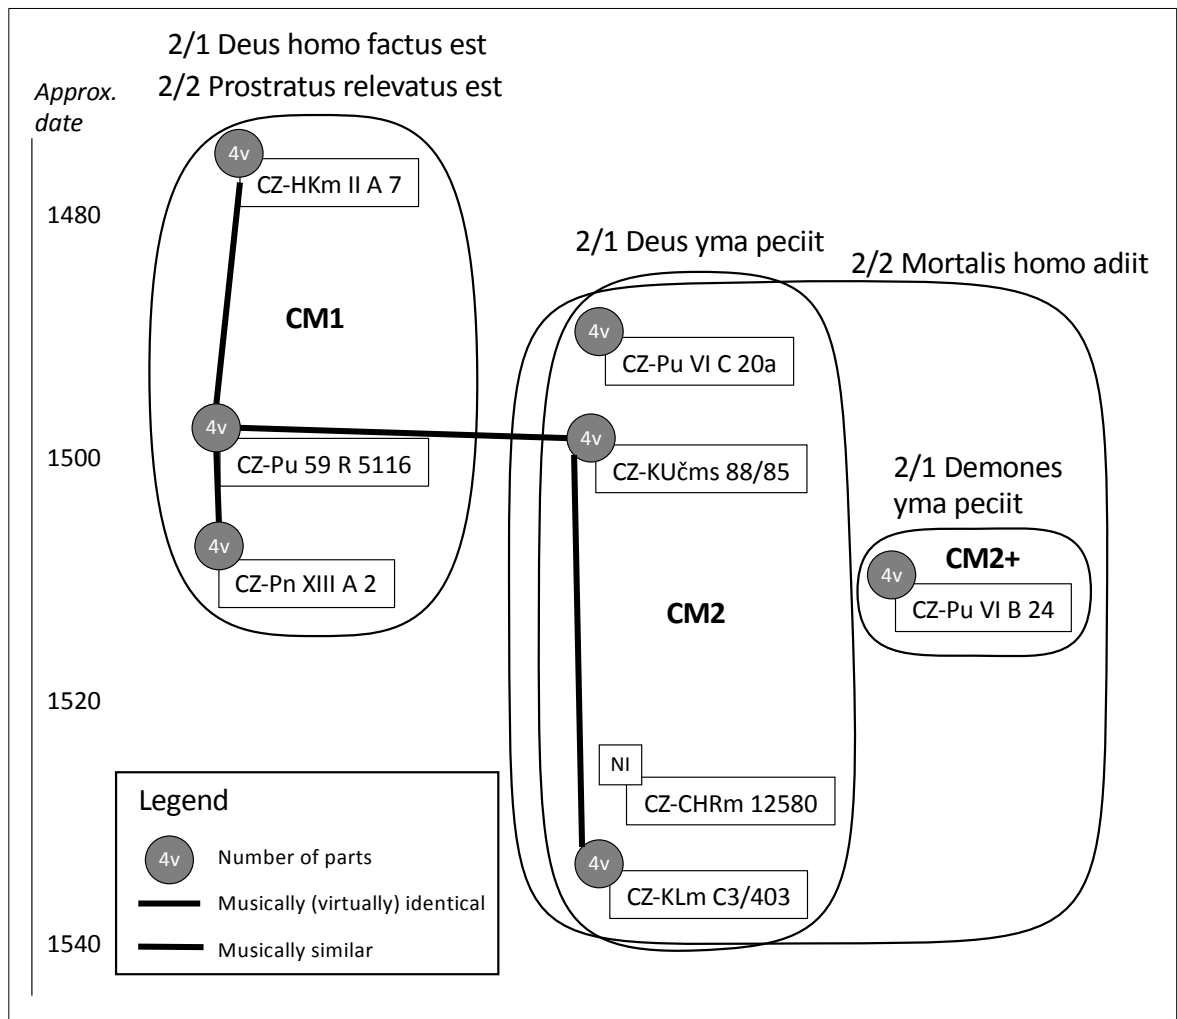 2/1 Deus homo factus est
2/2 Prostratus relevatus est
Approx.
date
4v
CZ-HKm II A 7
1480
2/1 Deus yma peciit
2/2 Mortalis homo adiit
CM1
4v
CZ-Pu VI C 20a
4v
CZ-Pu 59 R 5116
4v
CZ-KUčms 88/85
1500
2/1 Demones
yma peciit
4v
CZ-Pn XIII A 2
CM2+
4v
CZ-Pu VI B 24
CM2
1520
NI
CZ-CHRm 12580
4v
CZ-KLm C3/403
1540
Legend
4v
Number of parts
Musically (virtually) identical
Musically similar